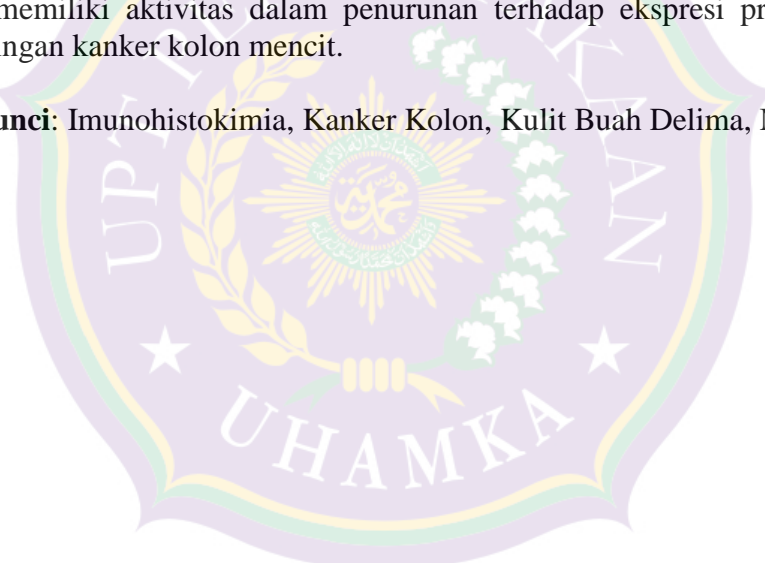 memiliki aktivitas dalam penurunan terhadap ekspresi pr
ngan kanker kolon mencit.
unci: Imunohistokimia, Kanker Kolon, Kulit Buah Delima,
UHAMKA